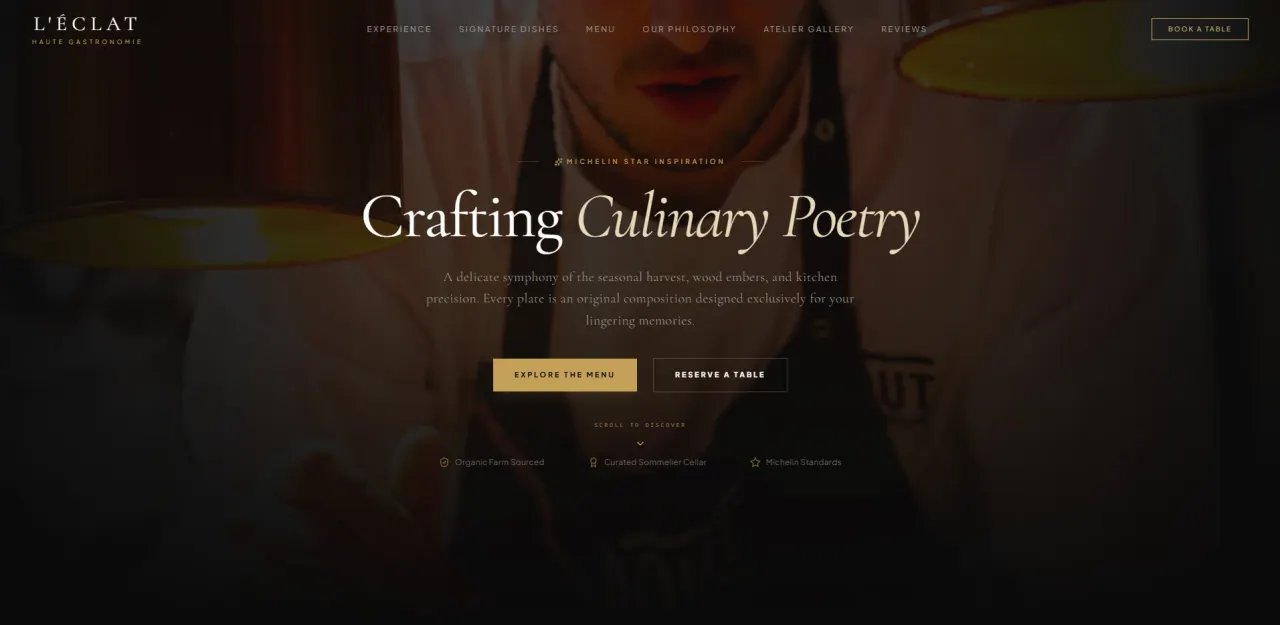 L'ÉCLAT
HAUTE GASTRONOMIE
EXPERIENCE
SIGNATURE DISHES
MENU
OUR PHILOSOPHY
ATELIER GALLERY
REVIEWS
BOOK A TABLE
MICHELIN STAR INSPIRATION
Crafting Culinary Poetry
A delicate symphony of the seasonal harvest, wood embers, and kitchen
precision. Every plate is an original composition designed exclusively for your
lingering memories.
EXPLORE THE MENU
RESERVE A TABLE
SCROLL TO DISCOVER
Organic Farm Sourced
Curated Sommelier Cellar
Michelin Standards